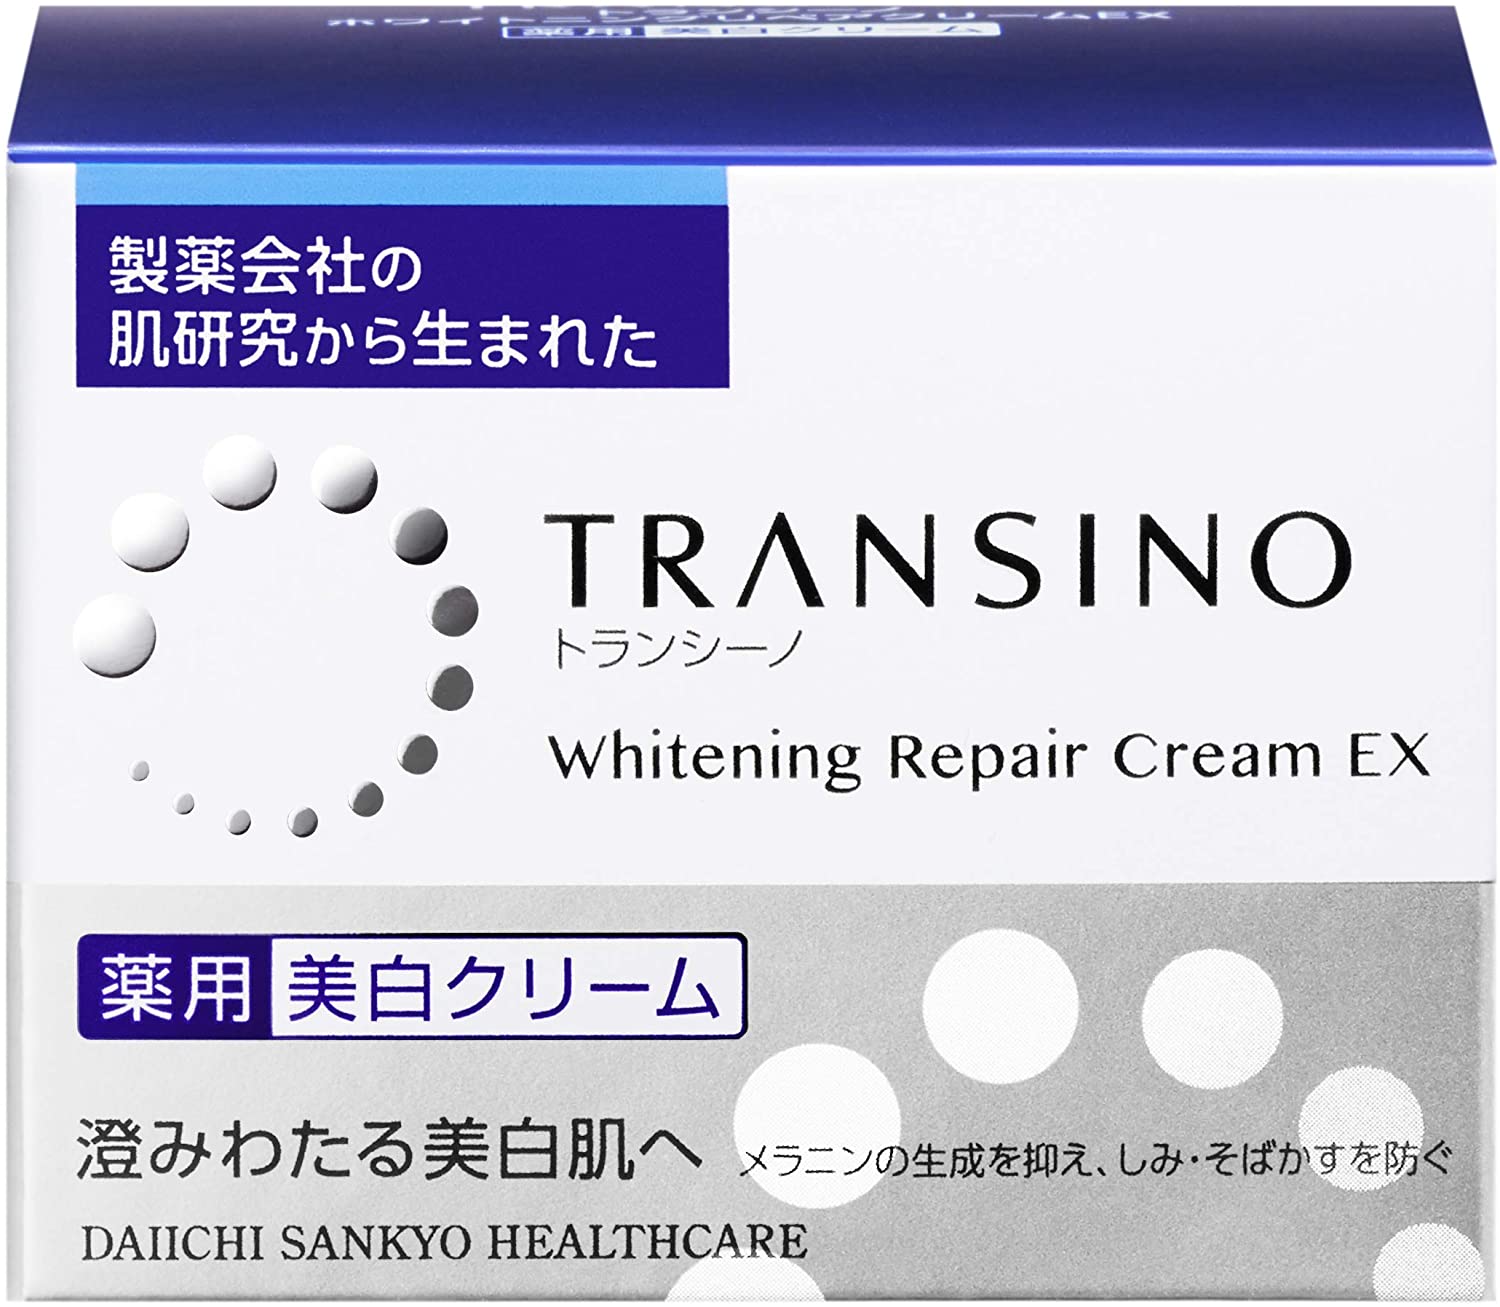 ホワイトニングリペアクリームEX
薬用 美白クリーム
製薬会社の
肌研究から生まれた
TRANSINO
トランシーノ
Whitening Repair Cream EX
薬用 美白クリーム
澄みわたる美白肌へ
メラニンの生成を抑え、しみ・そばかすを防ぐ
DAIICHI SANKYO HEALTHCARE